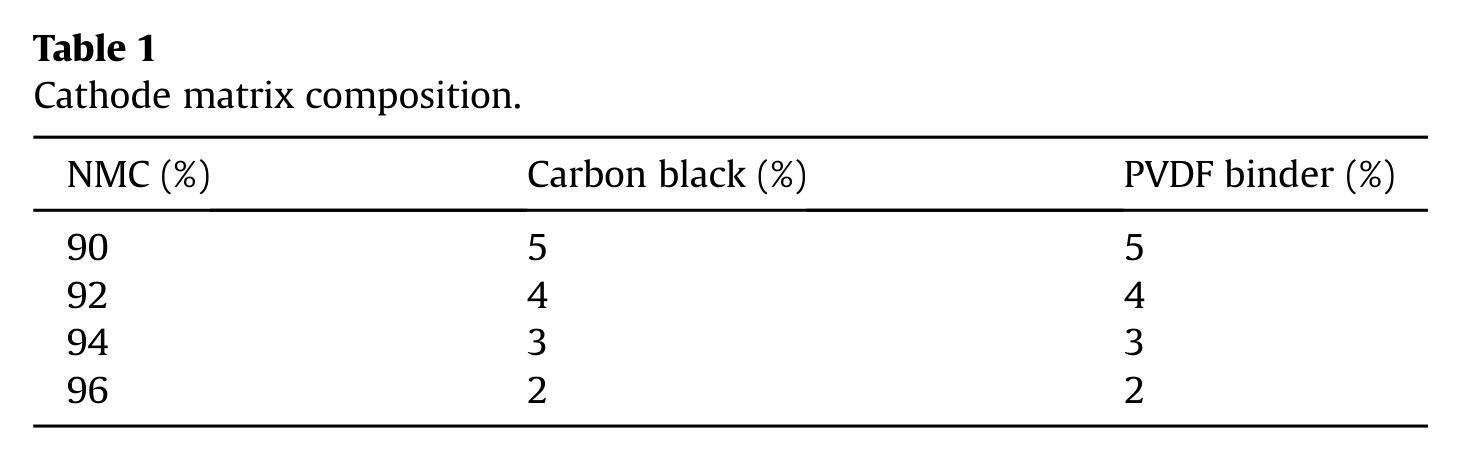 Table 1
Cathode matrix composition.
NMC (%) Carbon black (%) PVDF binder (%)
90 5 5
92 4 4
94 3 3
96 2 2